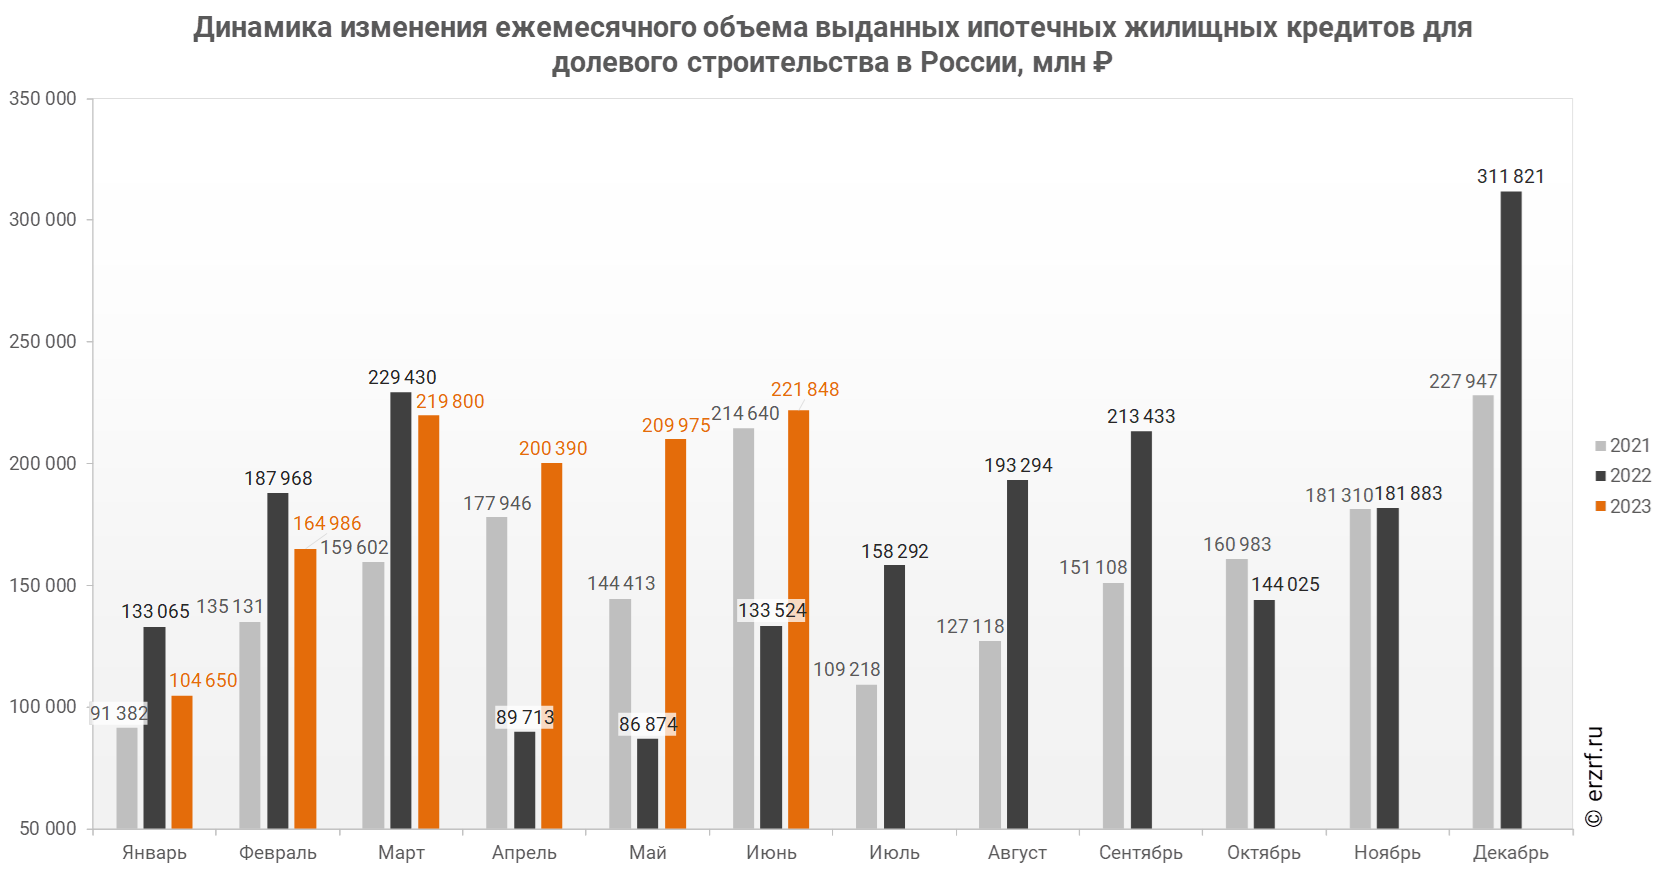 Динамика изменения ежемесячного объема выданных ипотечных жилищных кредитов для
долевого строительства в России, млн ₽
350 000
300 000
250 000
200 000
150 000
100 000
50 000
91 382
133 065
104 650
135 131
187 968
164 986
159 602
229 430
219 800
177 946
89 713
200 390
144 413
86 874
209 975
214 640
133 524
221 848
109 218
158 292
127 118
193 294
151 108
213 433
160 983
144 025
181 310
181 883
227 947
311 821
Январь
Февраль
Март
Апрель
Май
Июнь
Июль
Август
Сентябрь
Октябрь
Ноябрь
Декабрь
2021
2022
2023
© erzrf.ru